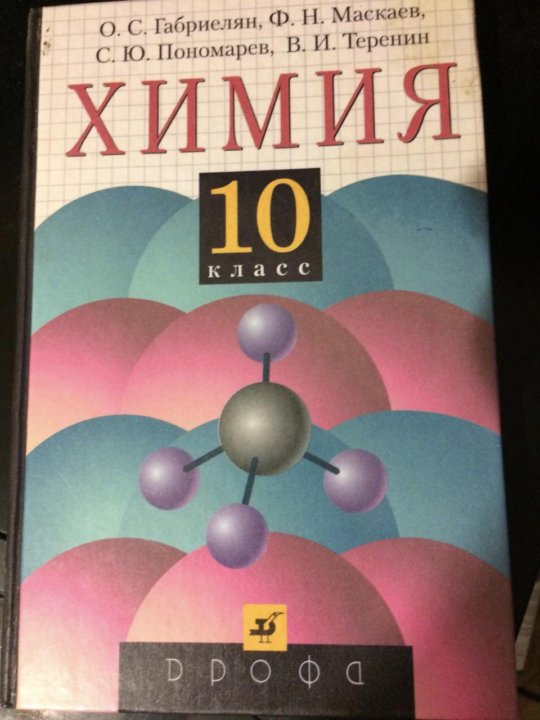 О. С. Габриелян, Ф. Н. Маскаев,
С. Ю. Пономарев, В. И. Теренин
ХИМИЯ
10
класс
ДРОФА